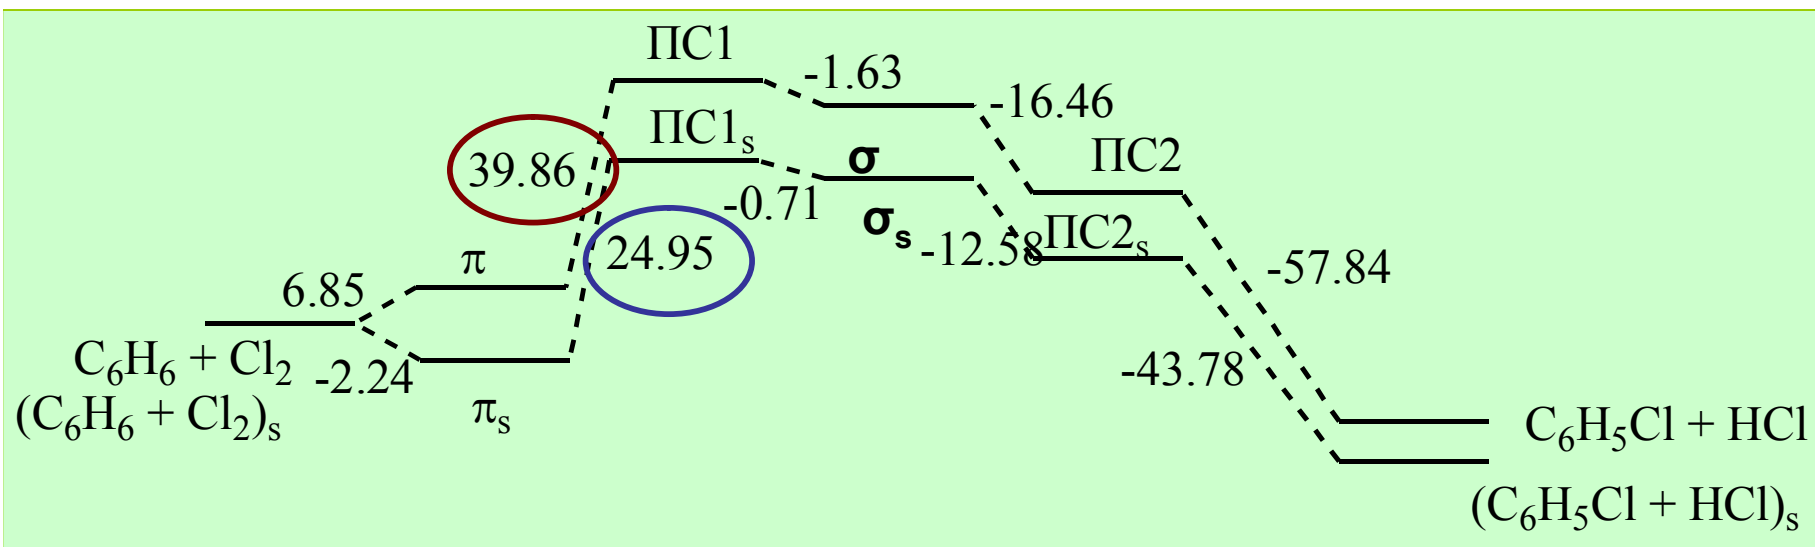 ПС1
-1.63
-16.46
ПС1s
39.86
σ
ПС2
-0.71
σs
24.95
-12.58
ПС2s
π
6.85
-57.84
C6H6 + Cl2
-2.24
-43.78
(C6H6 + Cl2)s
πs
C6H5Cl + HCl
(C6H5Cl + HCl)s